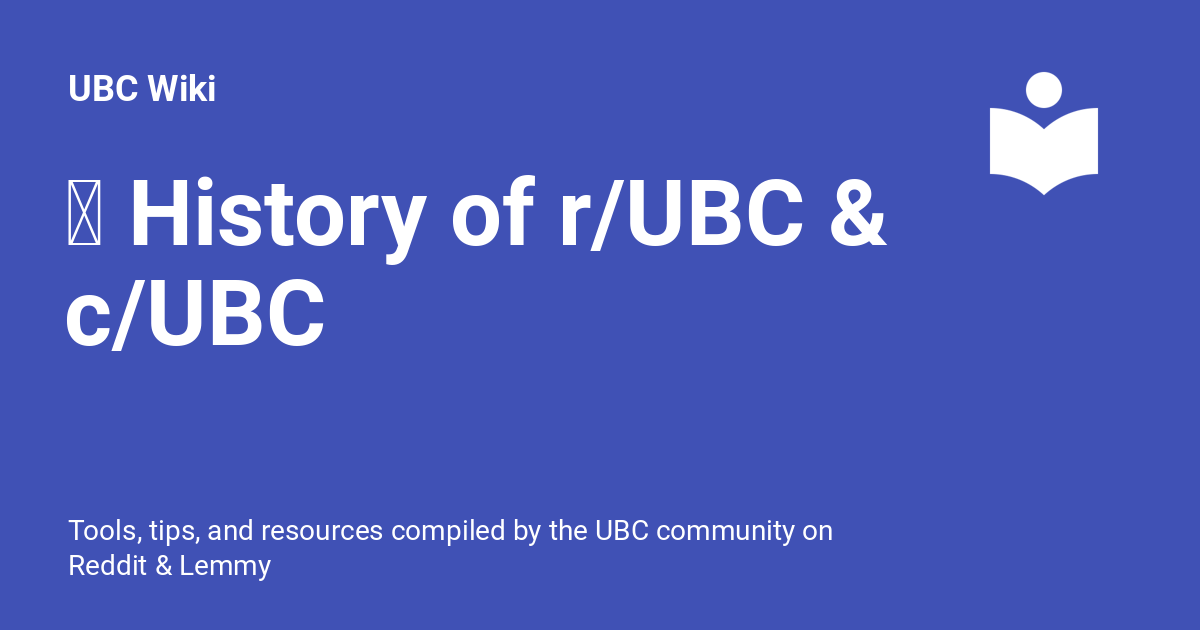 UBC Wiki
History of r/UBC &
c/UBC
Tools, tips, and resources compiled by the UBC community on
Reddit & Lemmy